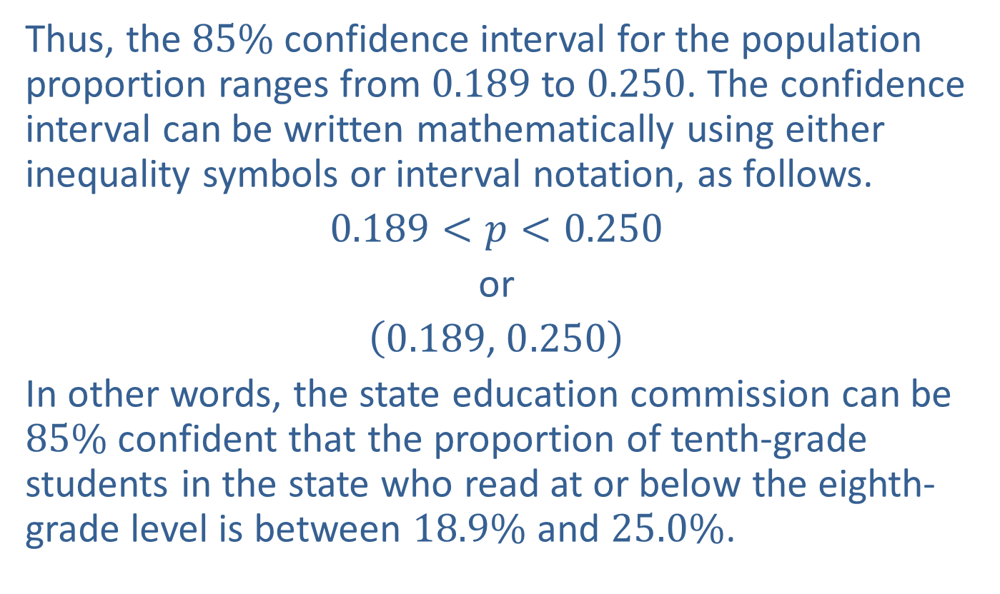 Thus, the 85% confidence interval for the population
proportion ranges from 0.189 to 0.250. The confidence
interval can be written mathematically using either
inequality symbols or interval notation, as follows.
0.189 < p < 0.250
or
(0.189, 0.250)
In other words, the state education commission can be
85% confident that the proportion of tenth-grade
students in the state who read at or below the eighth-
grade level is between 18.9% and 25.0%.